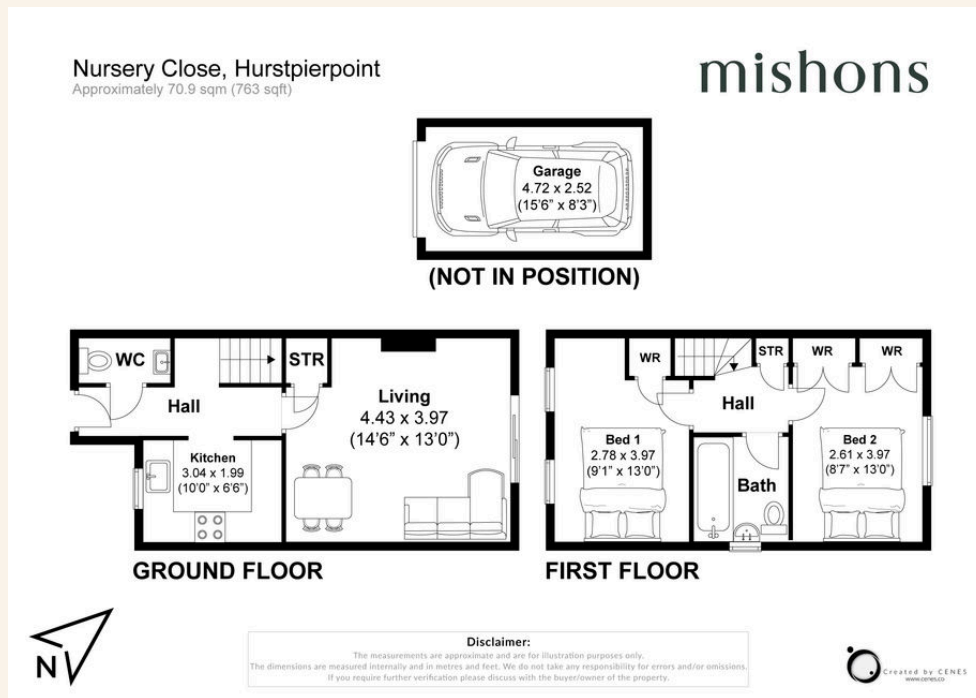 Nursery Close, Hurstpierpoint
Approximately 70.9 sqm (763 sqft)
mishons
Garage
4.72 x 2.52
(15'6" x 8'3")
(NOT IN POSITION)
WC
STR
Hall
Living
4.43 x 3.97
(14'6" x 13'0")
Kitchen
3.04 x 1.99
(10'0" x 6'6")
GROUND FLOOR
WR
STR
WR
WR
Hall
Bed 1
2.78 x 3.97
(9'1" x 13'0")
Bath
Bed 2
2.61 x 3.97
(8'7" x 13'0")
FIRST FLOOR
N
Disclaimer:
The measurements are approximate and are for illustration purposes only.
The dimensions are measured internally and in metres and feet. We do not take any responsibility for errors and/or omissions.
If you require further verification please discuss with the buyer/owner of the property.
Created by CENES
www.cenes.co